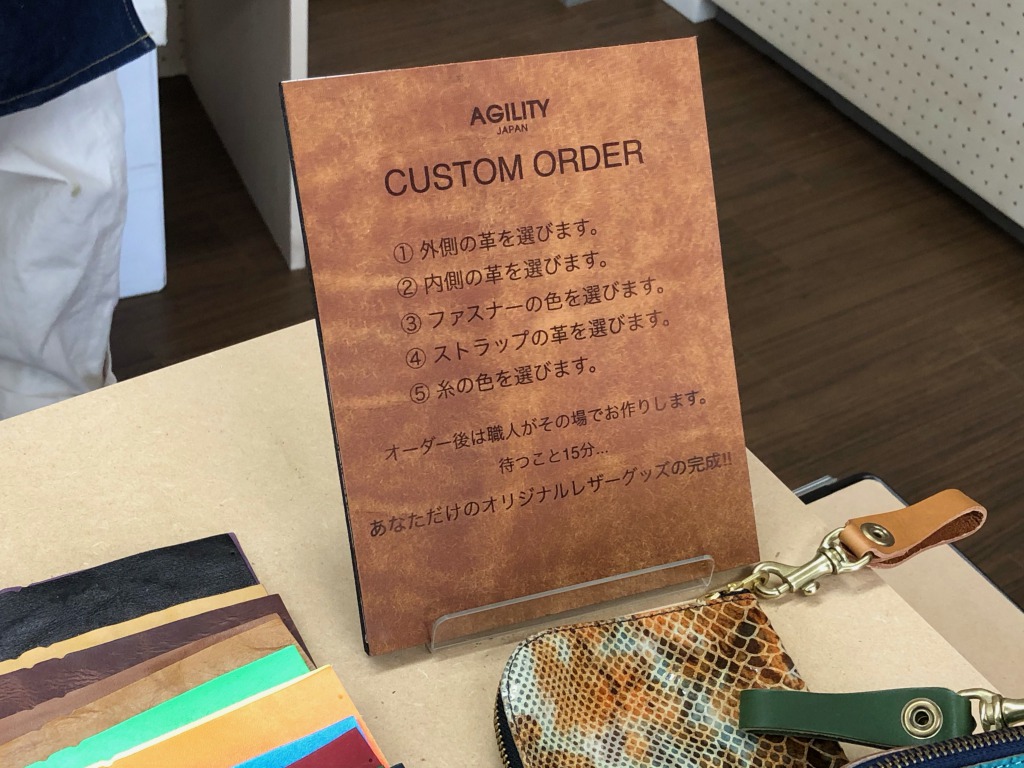 AGILITY
JAPAN
CUSTOM ORDER
① 外側の革を選びます。
② 内側の革を選びます。
③ ファスナーの色を選びます。
④ ストラップの革を選びます。
⑤ 糸の色を選びます。
オーダー後は職人がその場でお作りします。
待つこと15分...
あなただけのオリジナルレザーグッズの完成!!